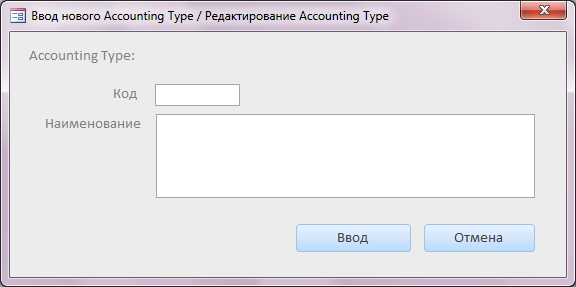 Ввод нового Accounting Type / Редактирование Accounting Type
Accounting Type:
Код
Наименование
Ввод Отмена